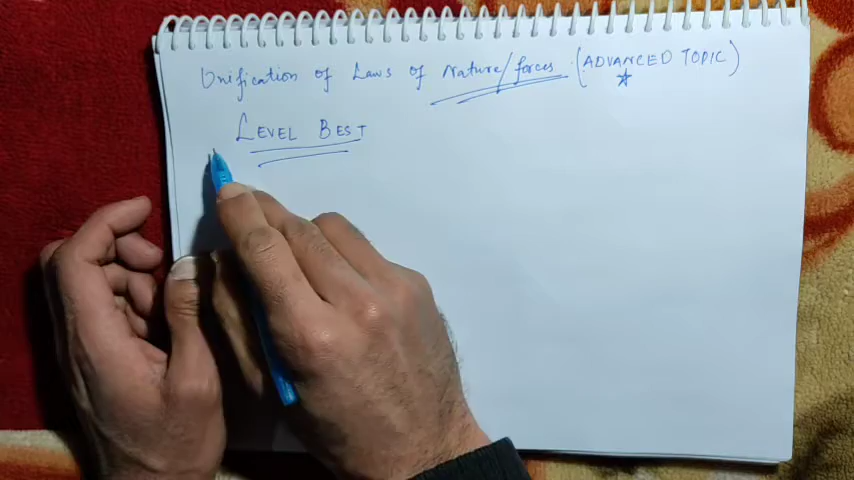 Unification of Laws of Nature/forces. (ADVANCED TOPIC)
LEVEL BEST